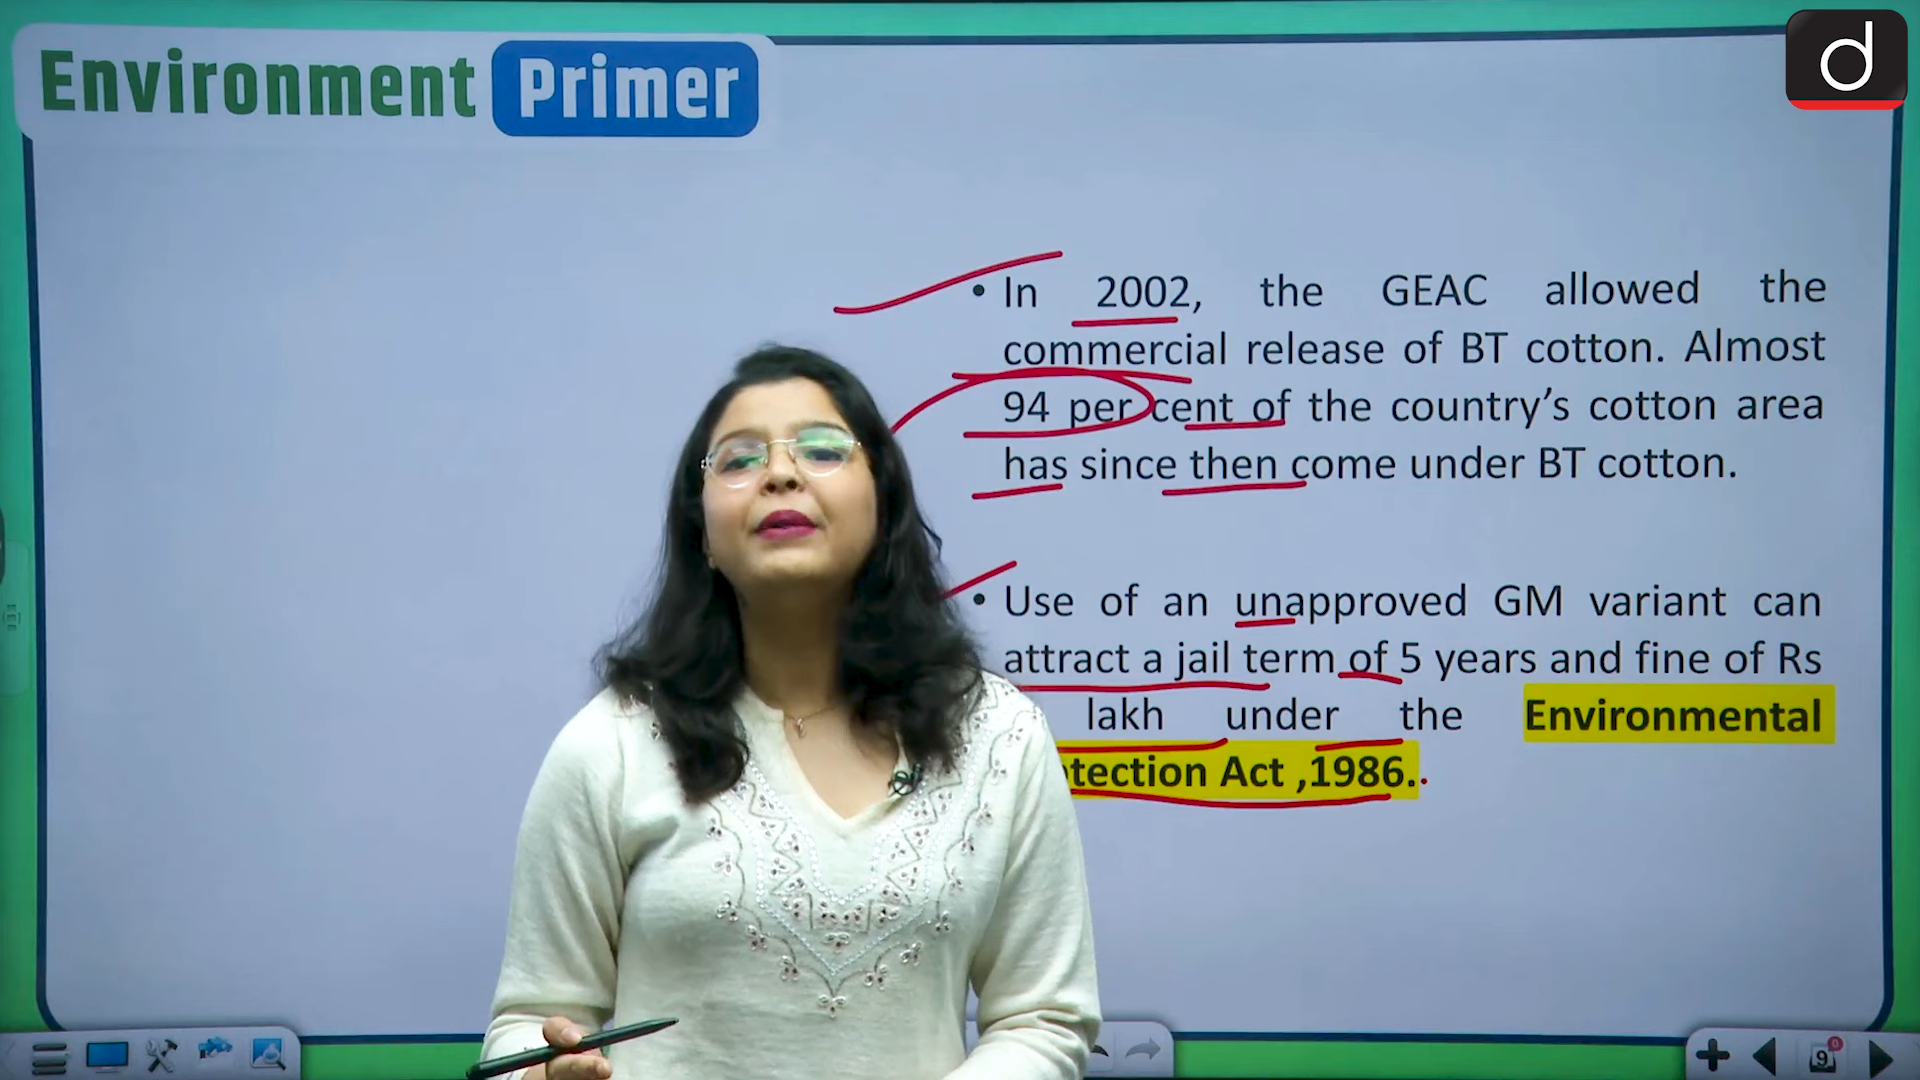 Environment Primer
d
• In 2002, the GEAC allowed the
commercial release of BT cotton. Almost
94 per cent of the country’s cotton area
has since then come under BT cotton.
• Use of an unapproved GM variant can
attract a jail term of 5 years and fine of Rs
lakh under the Environmental
tection Act ,1986.
9
0